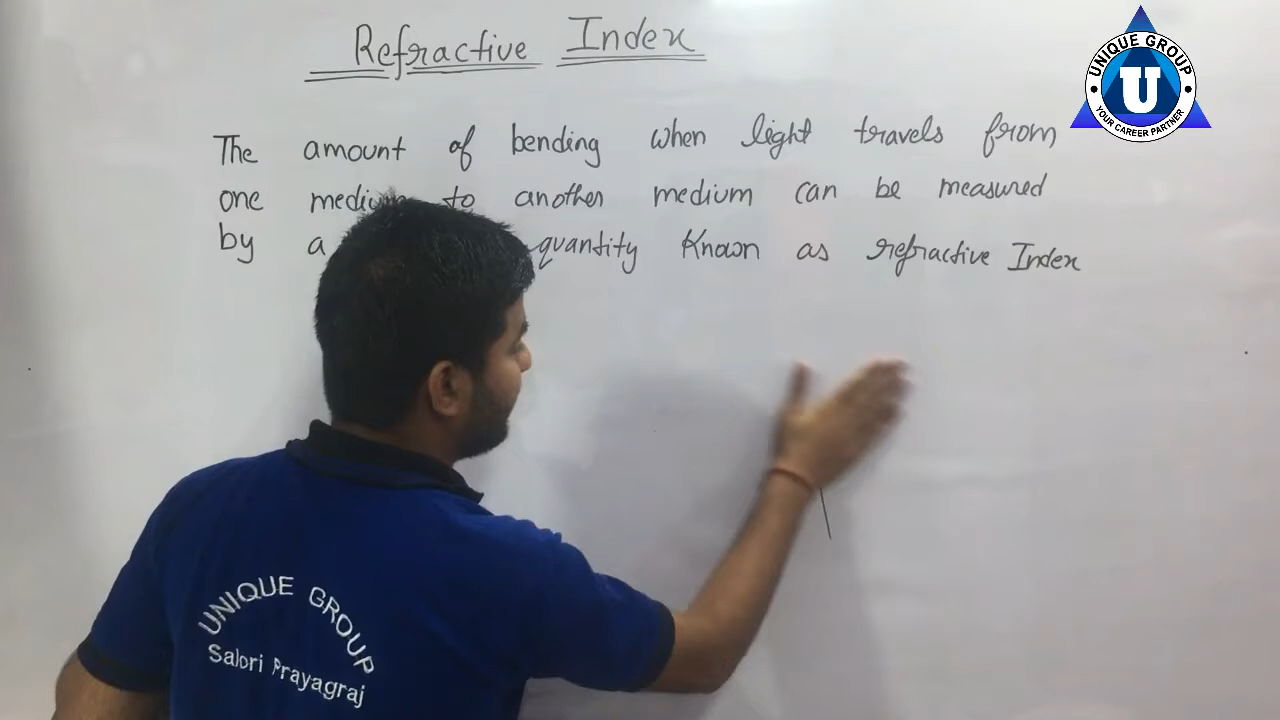 Refractive Index
The amount of bending when light travels from
one medium to another medium can be measured
by a quantity Known as refractive Index
UNIQUE GROUP
U
YOUR CAREER PARTNER
UNIQUE GROUP
Salori Prayagraj